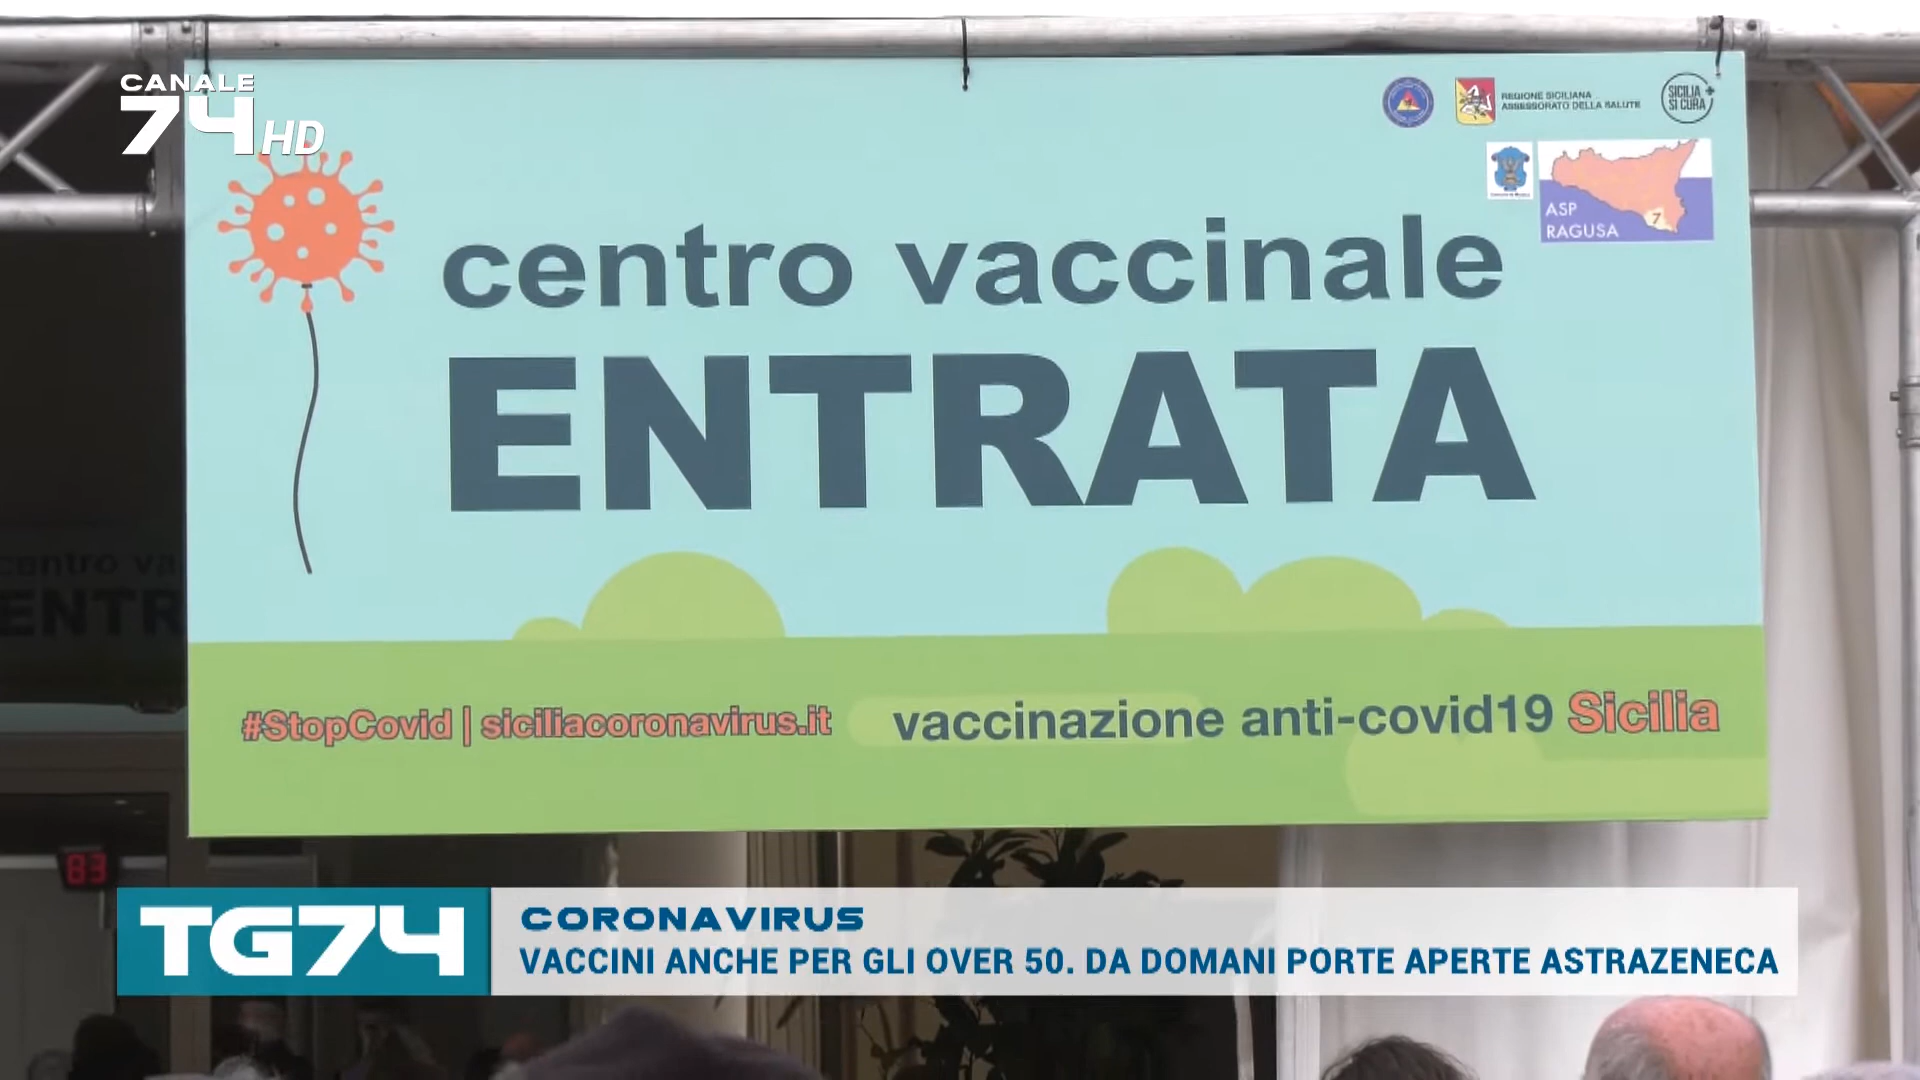 CANALE
74 HD
REGIONE SICILIANA
ASSESSORATO DELLA SALUTE
SICILIA
SI CURA
ASP
RAGUSA
7
centro vaccinale
ENTRATA
centro va
ENTR
#StopCovid | siciliacoronavirus.it
vaccinazione anti-covid19 Sicilia
83
TG74
CORONAVIRUS
VACCINI ANCHE PER GLI OVER 50. DA DOMANI PORTE APERTE ASTRAZENECA